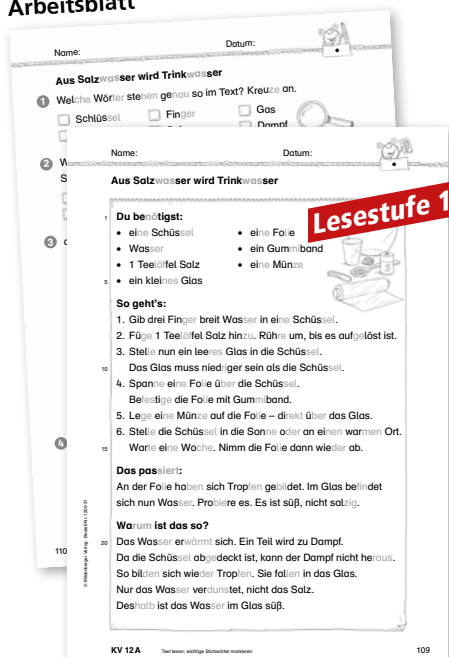 Arbeitsblatt
Name:
Datum:
Aus Salzwasser wird Trinkwasser
1 Welche Wörter stehen genau so im Text? Kreuze an.
Schlüssel
Finger
Gas
Dampf
2 W
S
3
4
110
Name:
Datum:
Aus Salzwasser wird Trinkwasser
Lesestufe 1
1 Du benötigst:
• eine Schüssel • eine Folie
• Wasser • ein Gummiband
• 1 Teelöffel Salz • eine Münze
5 • ein kleines Glas
So geht's:
1. Gib drei Finger breit Wasser in eine Schüssel.
2. Füge 1 Teelöffel Salz hinzu. Rühre um, bis es aufgelöst ist.
3. Stelle nun ein leeres Glas in die Schüssel.
10 Das Glas muss niedriger sein als die Schüssel.
4. Spanne eine Folie über die Schüssel.
Befestige die Folie mit Gummiband.
5. Lege eine Münze auf die Folie – direkt über das Glas.
6. Stelle die Schüssel in die Sonne oder an einen warmen Ort.
15 Warte eine Woche. Nimm die Folie dann wieder ab.
Das passiert:
An der Folie haben sich Tropfen gebildet. Im Glas befindet
sich nun Wasser. Probiere es. Es ist süß, nicht salzig.
Warum ist das so?
20 Das Wasser erwärmt sich. Ein Teil wird zu Dampf.
Da die Schüssel abgedeckt ist, kann der Dampf nicht heraus.
So bilden sich wieder Tropfen. Sie fallen in das Glas.
Nur das Wasser verdunstet, nicht das Salz.
Deshalb ist das Wasser im Glas süß.
KV 12A Text lesen; wichtige Stichwörter markieren 109